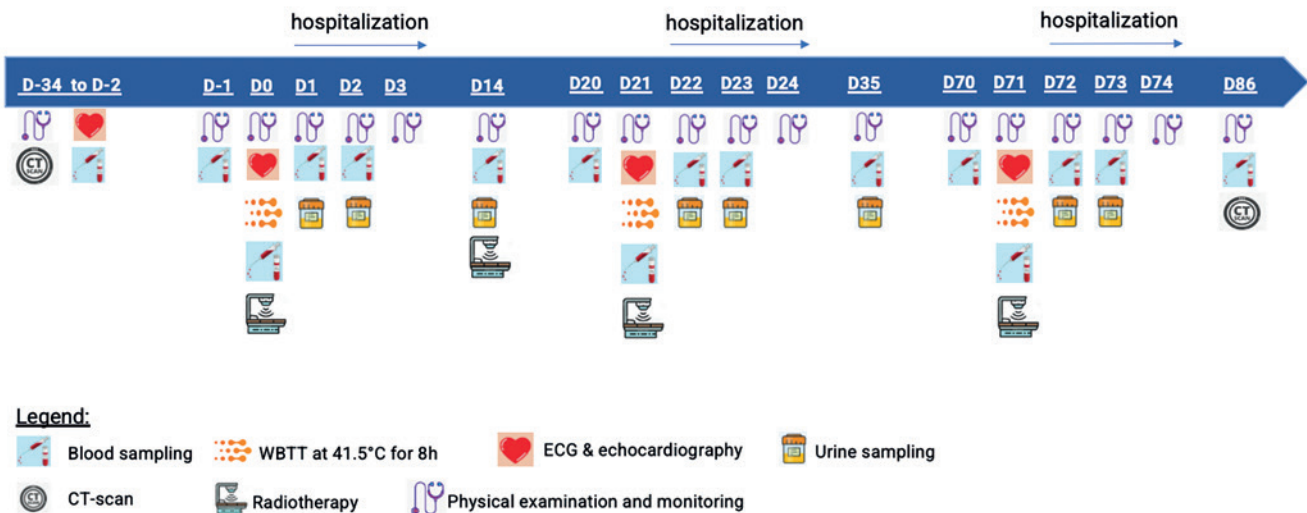 hospitalization hospitalization hospitalization
D-34 to D-2 D-1 D0 D1 D2 D3 D14 D20 D21 D22 D23 D24 D35 D70 D71 D72 D73 D74 D86
CT SCAN
CT SCAN
Legend:
Blood sampling WBTT at 41.5°C for 8h ECG & echocardiography Urine sampling
CT SCAN CT-scan Radiotherapy Physical examination and monitoring